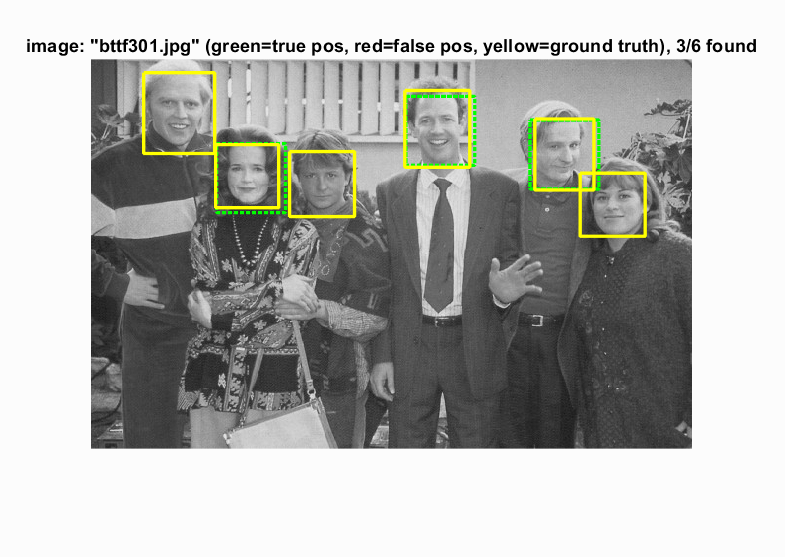 image: "bttf301.jpg" (green=true pos, red=false pos, yellow=ground truth), 3/6 found